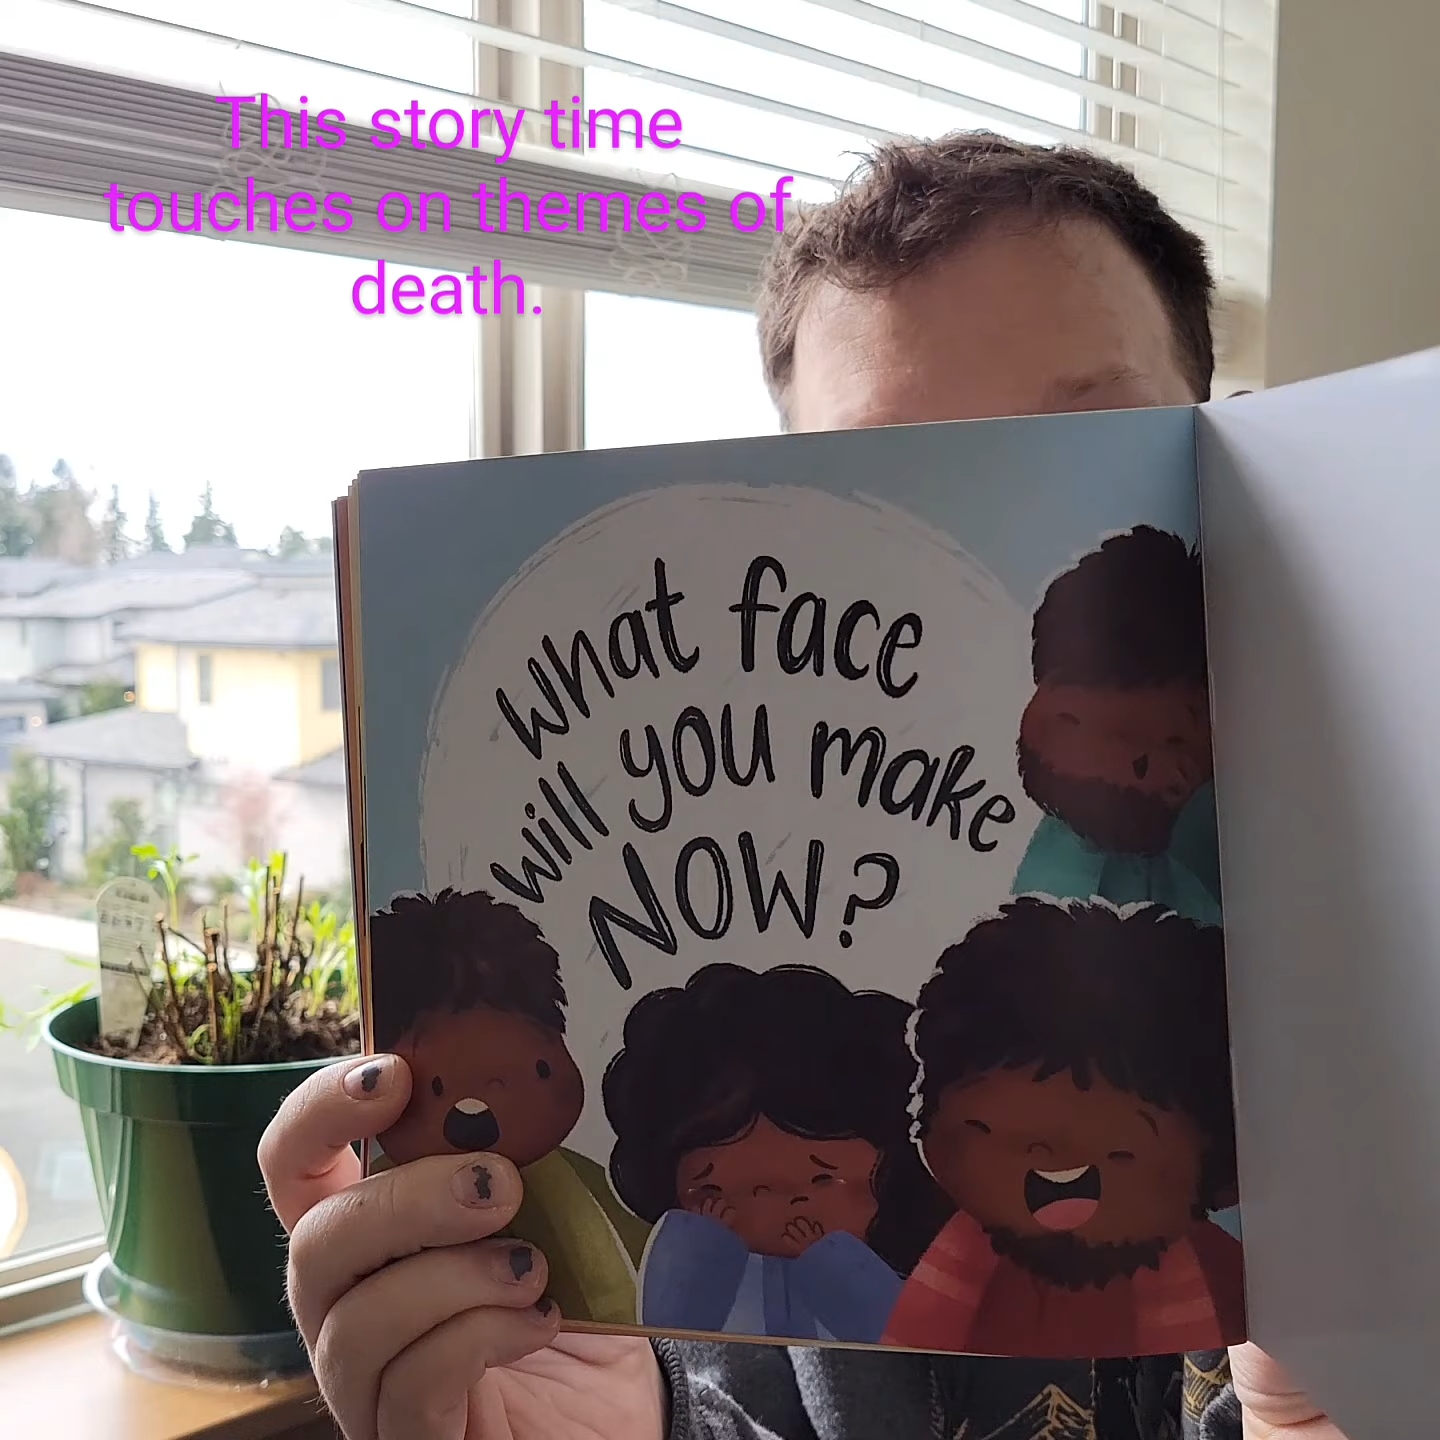 This story time
touches on themes of
death.
What face
will you make
NOW?